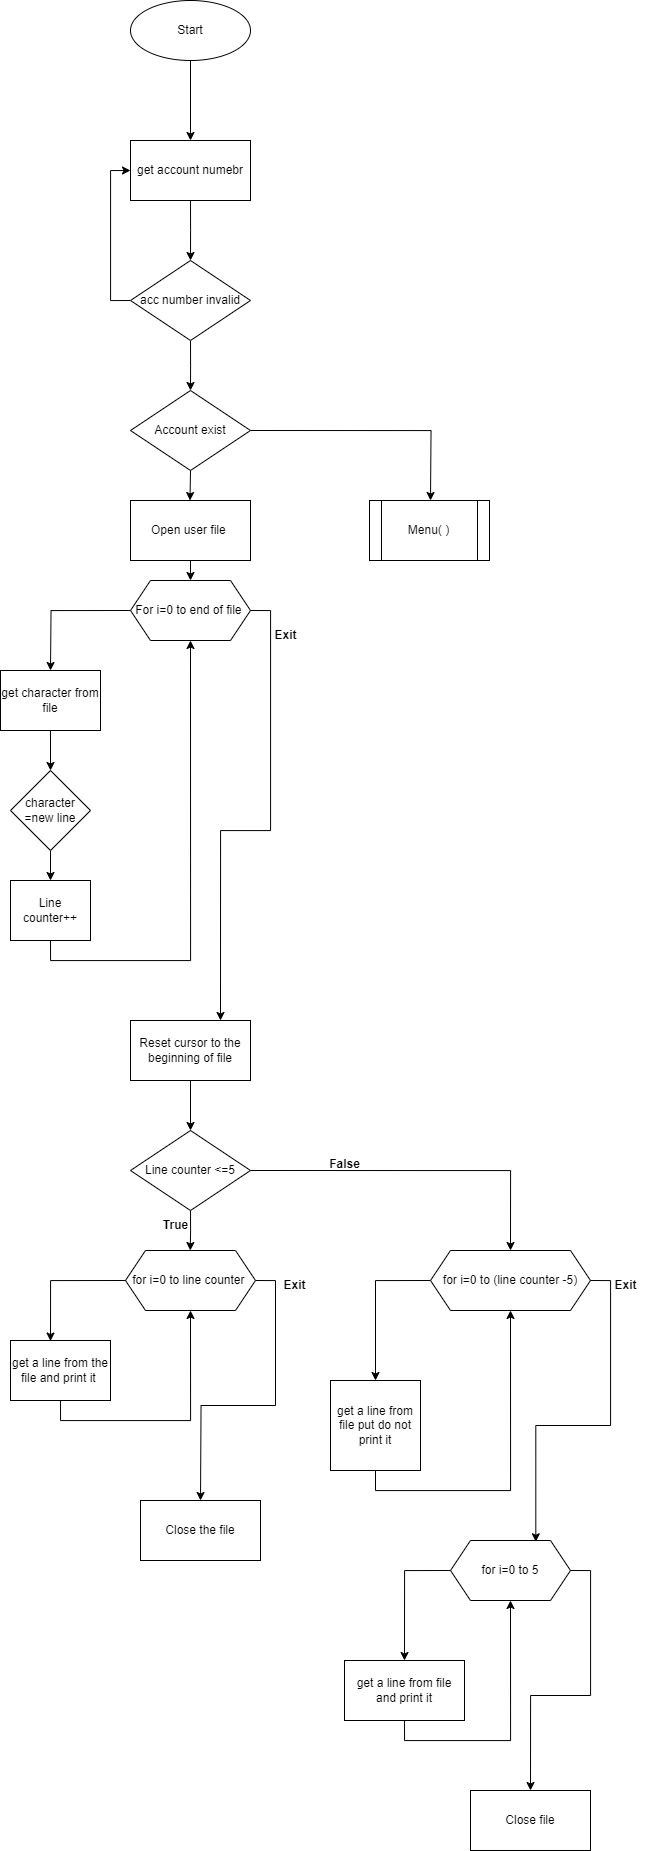 Start
get account numebr
acc number invalid
Account exist
Open user file
Menu( )
For i=0 to end of file
Exit
get character from
file
character
=new line
Line
counter++
Reset cursor to the
beginning of file
Line counter <=5
False
True
for i=0 to line counter
Exit
for i=0 to (line counter -5)
Exit
get a line from the
file and print it
get a line from
file put do not
print it
Close the file
for i=0 to 5
get a line from file
and print it
Close file